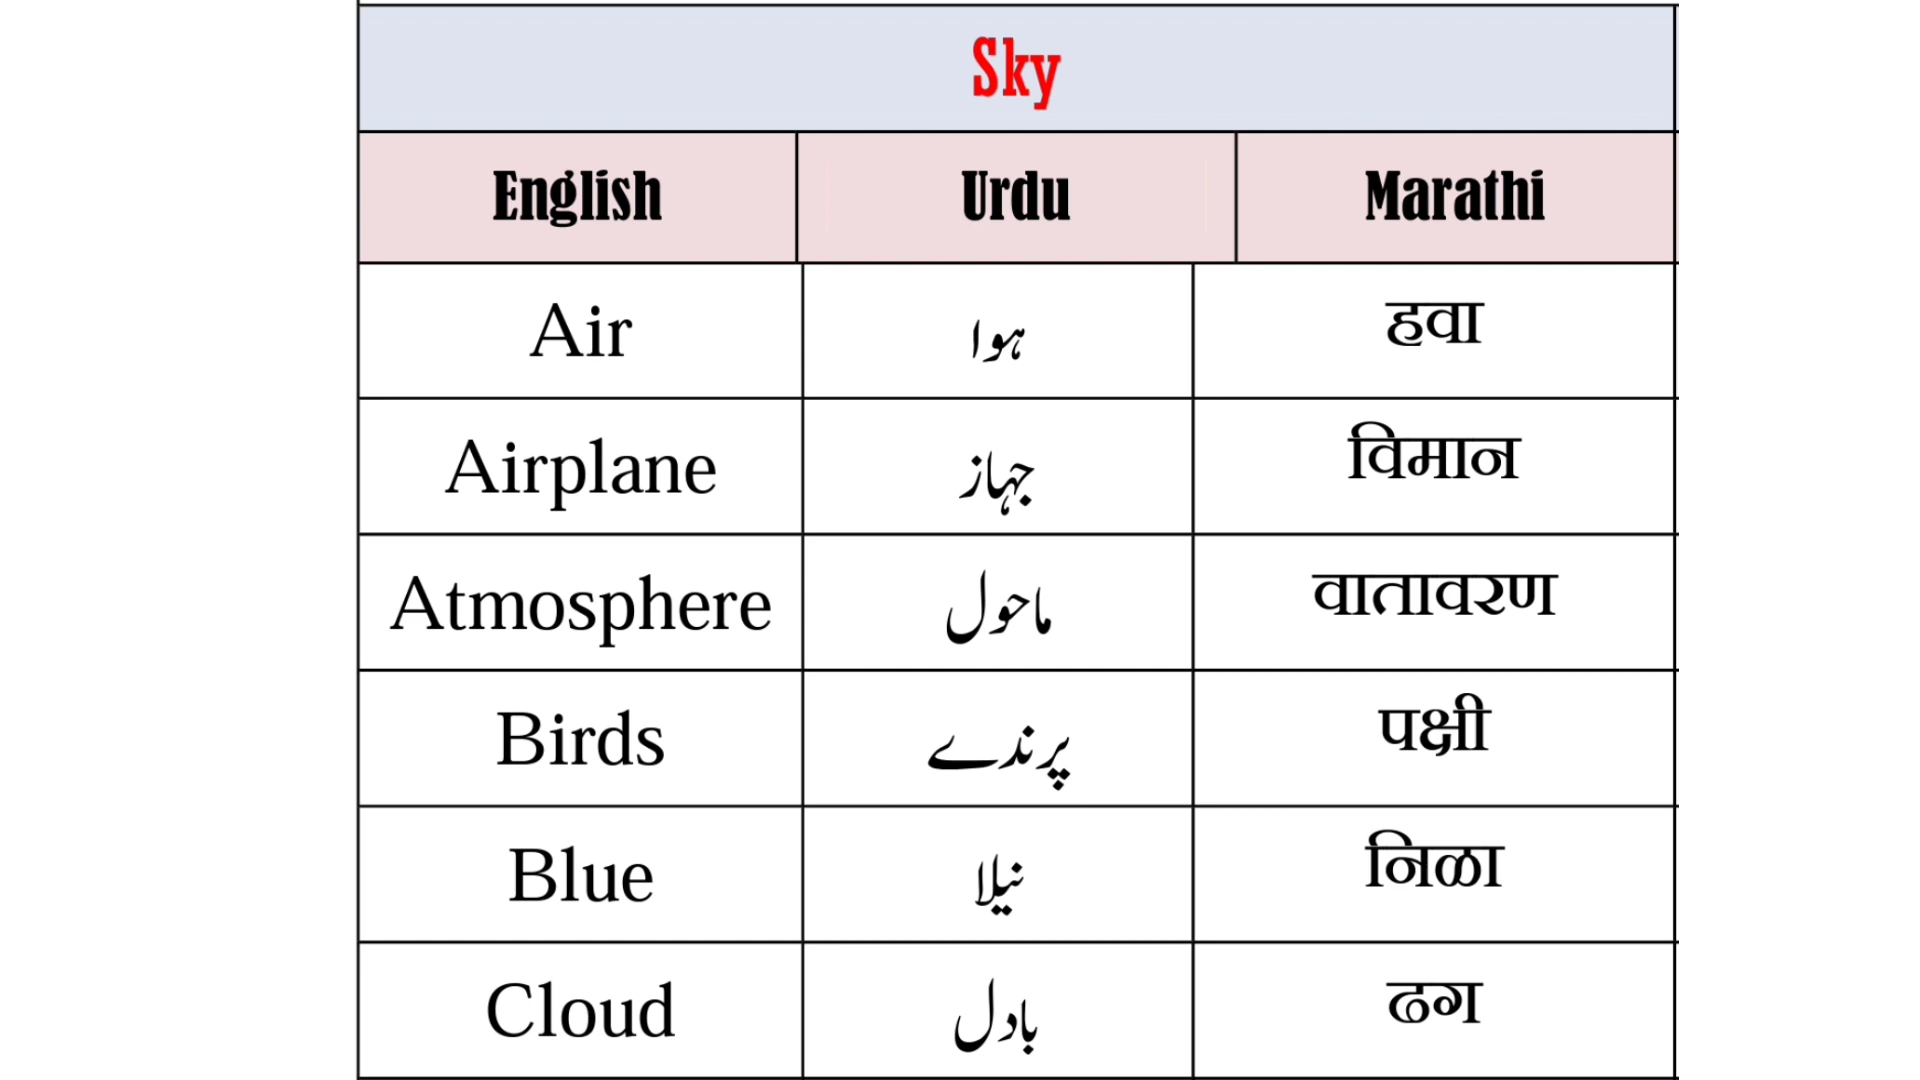 Sky
English Urdu Marathi
Air ہوا हवा
Airplane جہاز विमान
Atmosphere ماحول वातावरण
Birds پرندے पक्षी
Blue نیلا निळा
Cloud بادل ढग